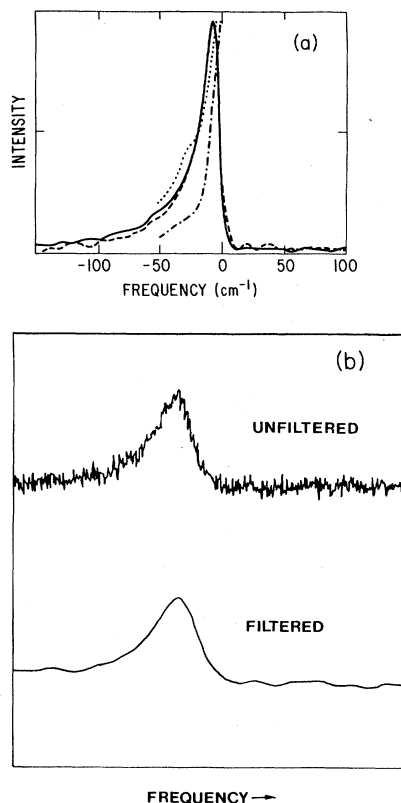 (a)
INTENSITY
-100
-50
0
50
100
FREQUENCY (cm⁻¹)
(b)
UNFILTERED
FILTERED
FREQUENCY→